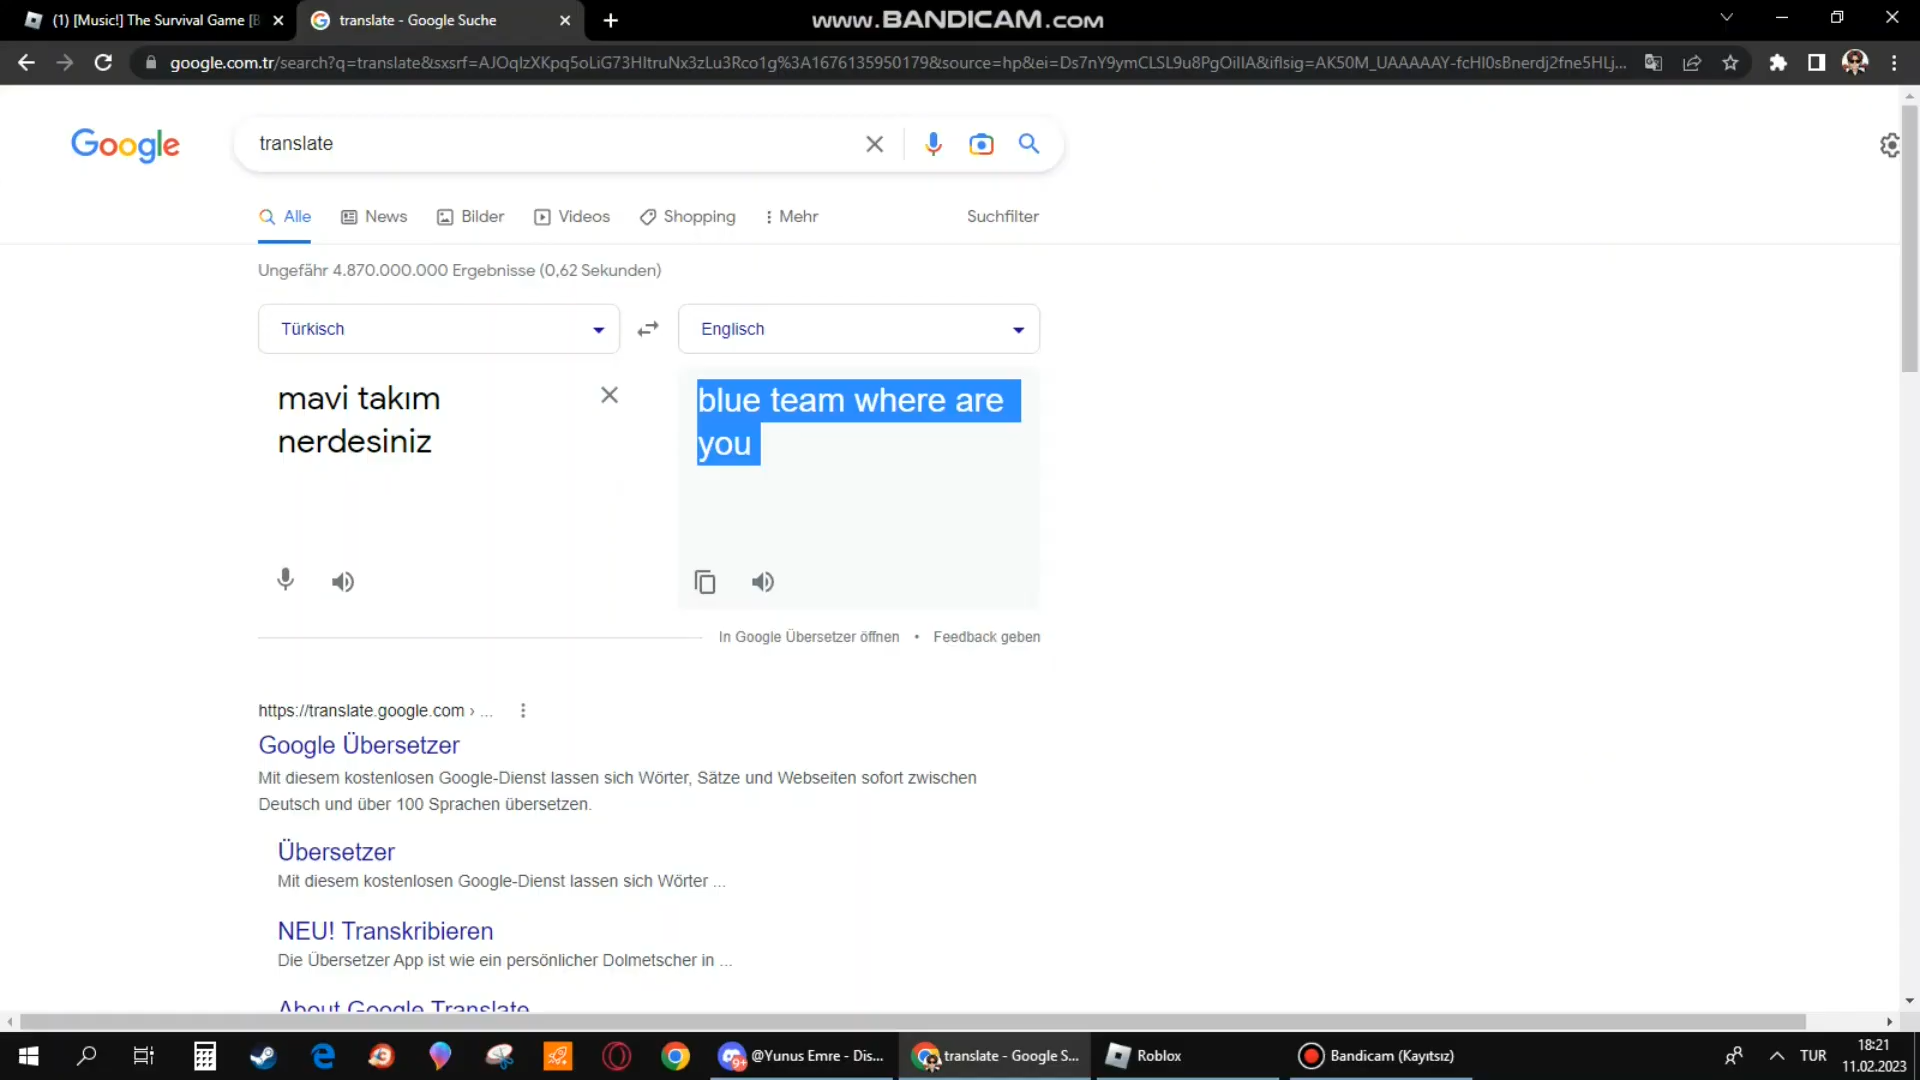 (1) [Music!] The Survival Game [B
translate - Google Suche
www.BANDICAM.com
google.com.tr/search?q=translate&sxsrf=AJOqlzXKpq5oLiG73HItruNx3zLu3Rco1g%3A1676135950179&source=hp&ei=Ds7nY9ymCLSL9u8PgOiIIA&iflsig=AK50M_UAAAAAY-fcHI0sBnerdj2fne5HLj...
Google
translate
Alle
News
Bilder
Videos
Shopping
Mehr
Suchfilter
Ungefähr 4.870.000.000 Ergebnisse (0,62 Sekunden)
Türkisch
Englisch
mavi takım
nerdesiniz
blue team where are
you
In Google Übersetzer öffnen • Feedback geben
https://translate.google.com › ...
Google Übersetzer
Mit diesem kostenlosen Google-Dienst lassen sich Wörter, Sätze und Webseiten sofort zwischen
Deutsch und über 100 Sprachen übersetzen.
Übersetzer
Mit diesem kostenlosen Google-Dienst lassen sich Wörter ...
NEU! Transkribieren
Die Übersetzer App ist wie ein persönlicher Dolmetscher in ...
About Google Translate
@Yunus Emre - Dis...
translate - Google S...
Roblox
Bandicam (Kayıtsız)
TUR
18:21
11.02.2023